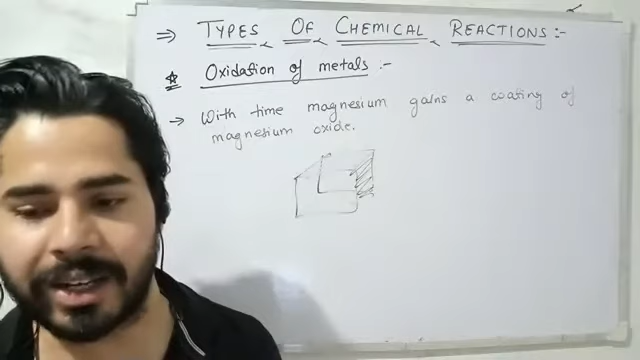 ⇒ TYPES OF CHEMICAL REACTIONS :-
* Oxidation of metals :-
→ With time magnesium gains a coating of
magnesium oxide.